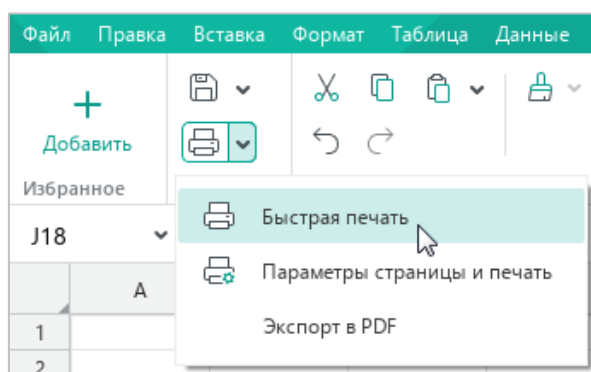 Файл Правка Вставка Формат Таблица Данные
Добавить
Избранное
Быстрая печать
J18
Параметры страницы и печать
A
Экспорт в PDF
1
2